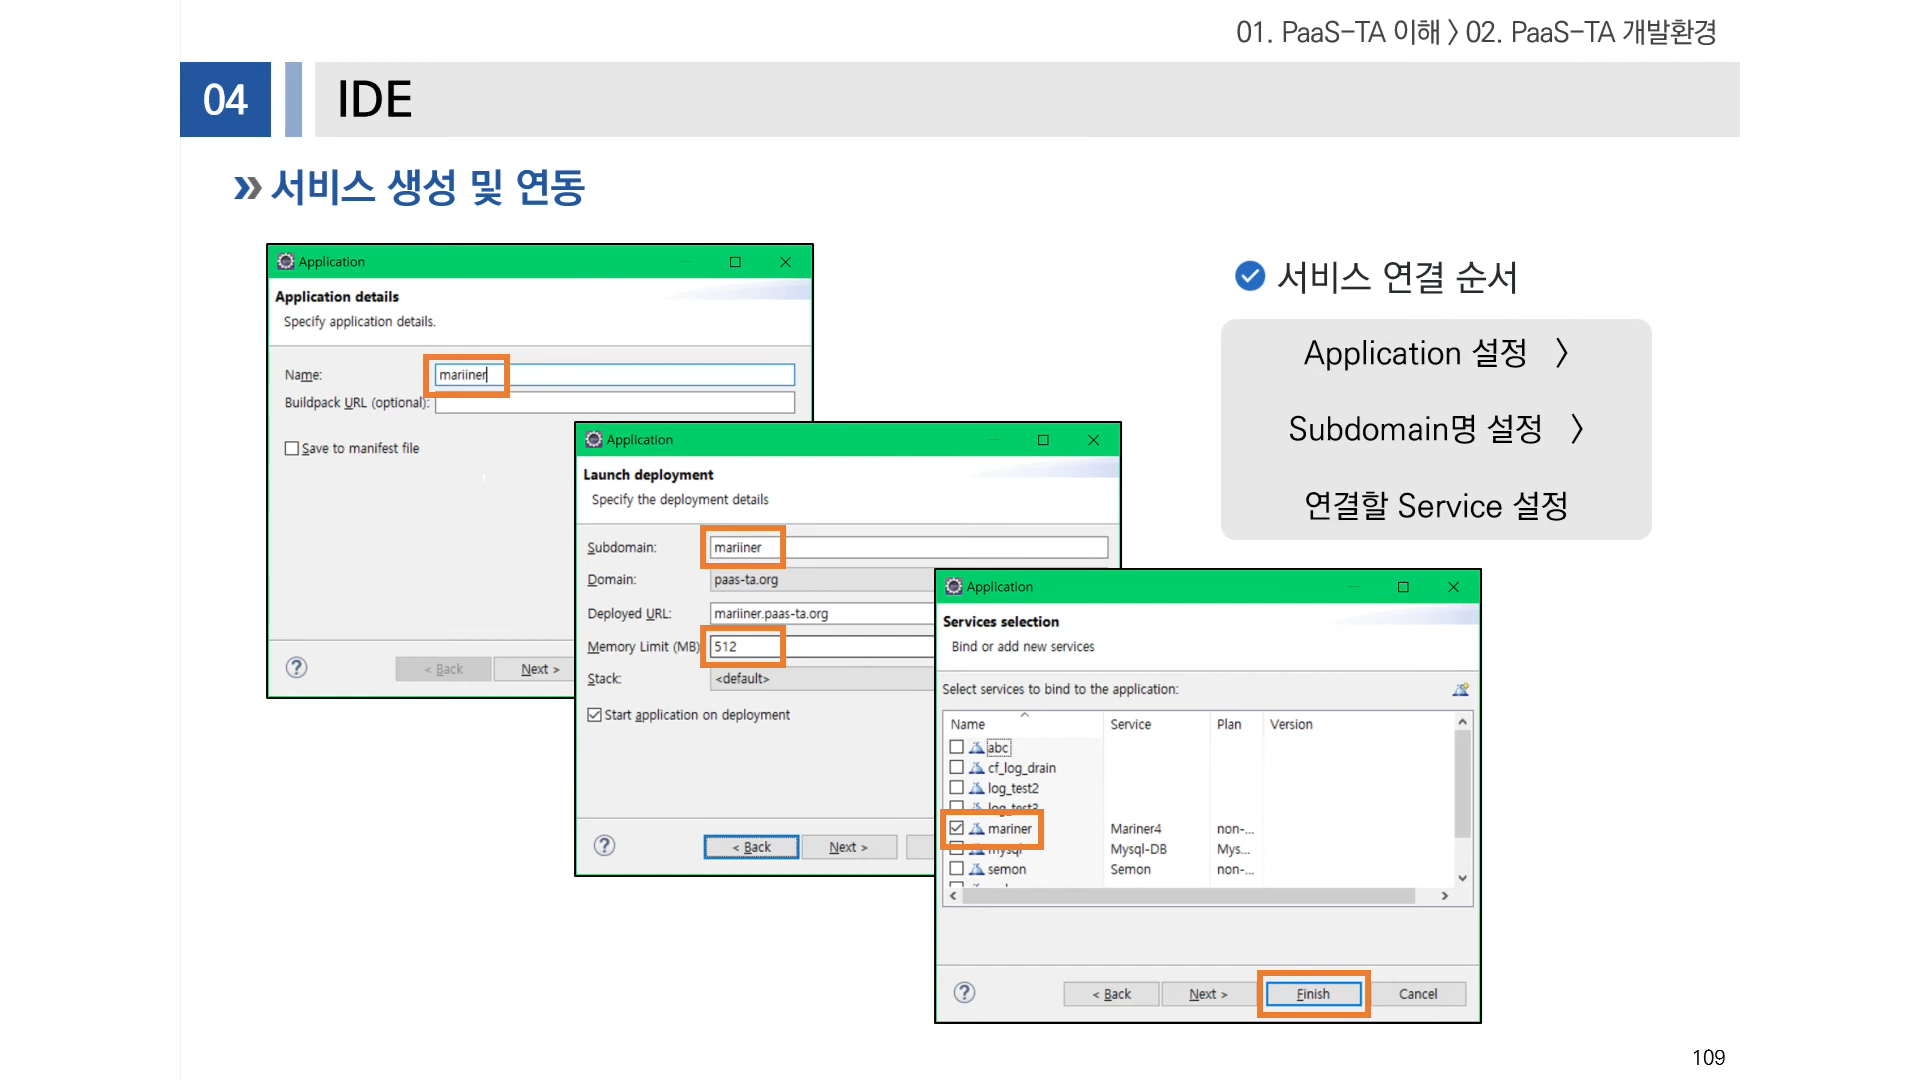 01. PaaS-TA 이해 > 02. PaaS-TA 개발환경
04 IDE
서비스 생성 및 연동
Application
Application details
Specify application details.
Name: mariiner
Buildpack URL (optional):
Save to manifest file
< Back Next >
Application
Launch deployment
Specify the deployment details
Subdomain: mariiner
Domain: paas-ta.org
Deployed URL: mariiner.paas-ta.org
Memory Limit (MB) 512
Stack: <default>
Start application on deployment
< Back Next >
Application
Services selection
Bind or add new services
Select services to bind to the application:
Name Service Plan Version
abc
cf_log_drain
log_test2
log_test3
mariner Mariner4 non-...
mysql Mysql-DB Mys...
semon Semon non-...
< Back Next > Finish Cancel
서비스 연결 순서
Application 설정 >
Subdomain명 설정 >
연결할 Service 설정
109